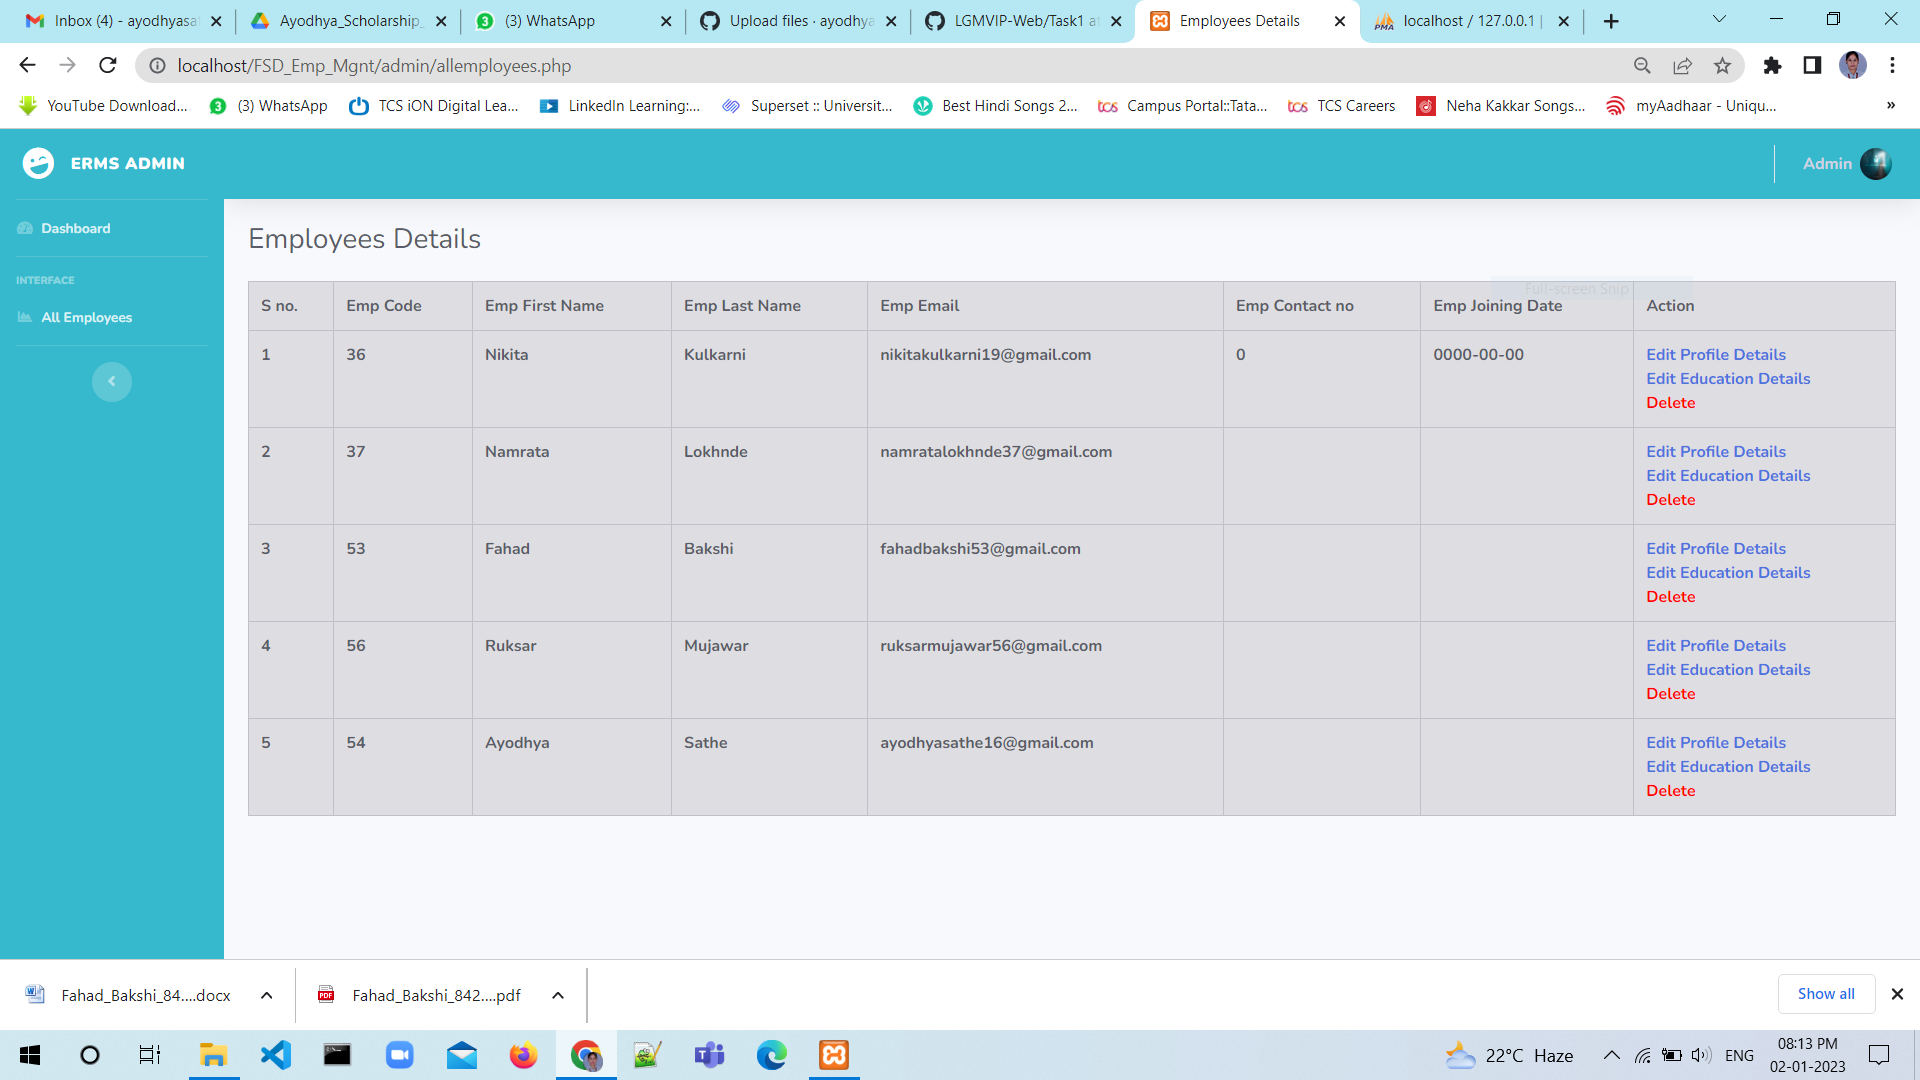 Inbox (4) - ayodhyasa
Ayodhya_Scholarship_
(3) WhatsApp
Upload files · ayodhya
LGMVIP-Web/Task1 at
Employees Details
localhost / 127.0.0.1 |
localhost/FSD_Emp_Mgnt/admin/allemployees.php
YouTube Download...
(3) WhatsApp
TCS iON Digital Lea...
LinkedIn Learning:...
Superset :: Universit...
Best Hindi Songs 2...
Campus Portal::Tata...
TCS Careers
Neha Kakkar Songs...
myAadhaar - Uniqu...
»
ERMS ADMIN
Admin
Dashboard
INTERFACE
All Employees
Employees Details
Full-screen Snip
S no. Emp Code Emp First Name Emp Last Name Emp Email Emp Contact no Emp Joining Date Action
1 36 Nikita Kulkarni nikitakulkarni19@gmail.com 0 0000-00-00 Edit Profile Details
Edit Education Details
Delete
2 37 Namrata Lokhnde namratalokhnde37@gmail.com Edit Profile Details
Edit Education Details
Delete
3 53 Fahad Bakshi fahadbakshi53@gmail.com Edit Profile Details
Edit Education Details
Delete
4 56 Ruksar Mujawar ruksarmujawar56@gmail.com Edit Profile Details
Edit Education Details
Delete
5 54 Ayodhya Sathe ayodhyasathe16@gmail.com Edit Profile Details
Edit Education Details
Delete
Fahad_Bakshi_84....docx
Fahad_Bakshi_842....pdf
Show all
22°C Haze
ENG
08:13 PM
02-01-2023